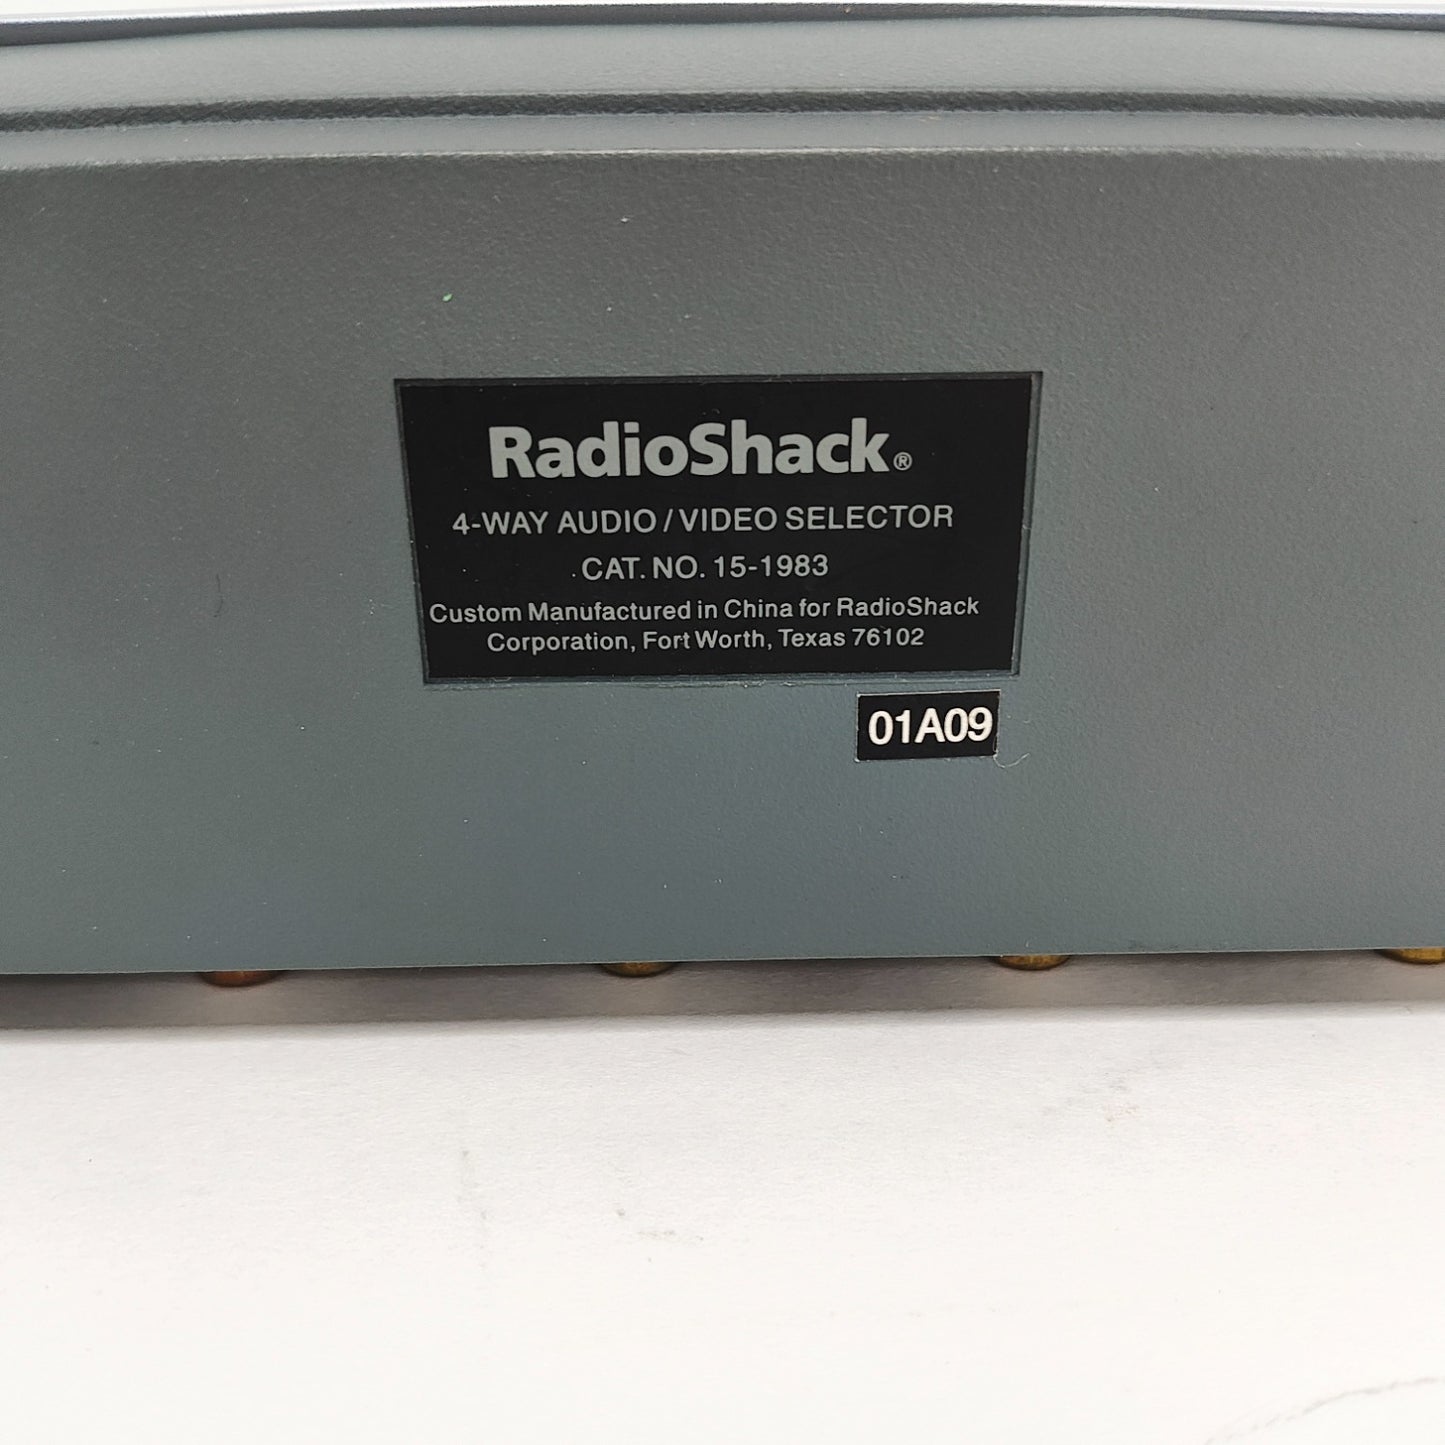 RadioShack®
4-WAY AUDIO/VIDEO SELECTOR
CAT. NO. 15-1983
Custom Manufactured in China for RadioShack
Corporation, Fort Worth, Texas 76102
01A09